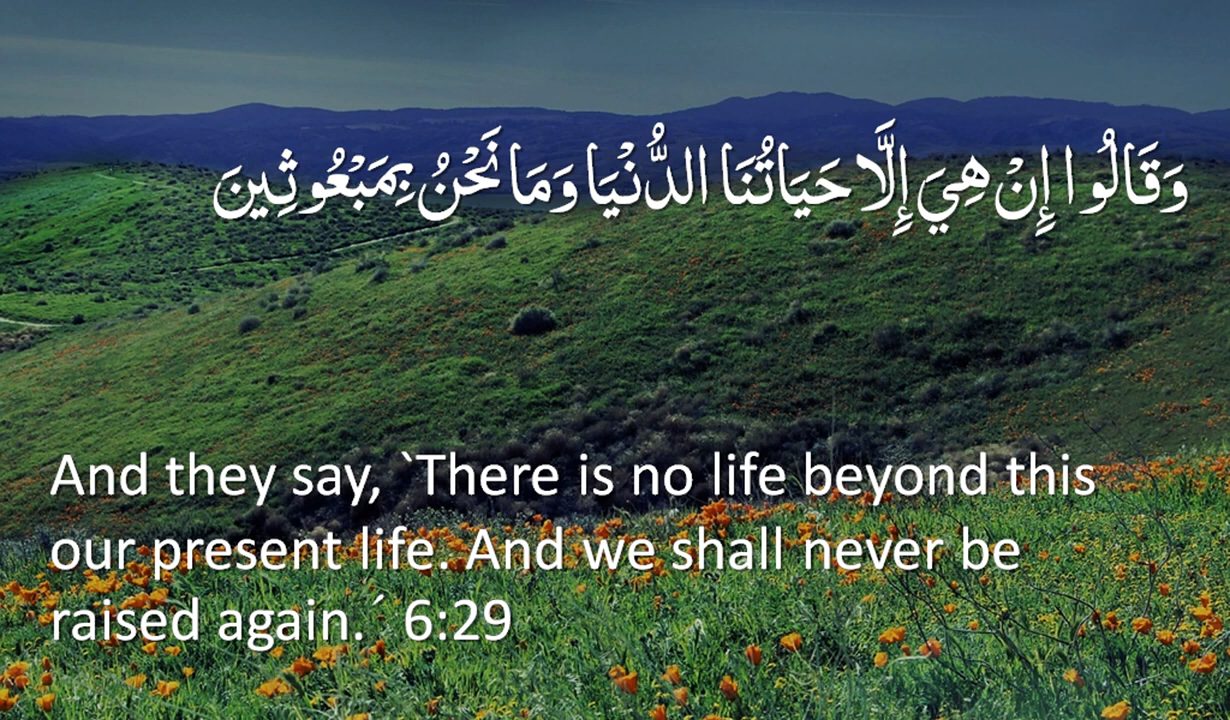 وَقَالُوا إِنْ هِيَ إِلَّا حَيَاتُنَا الدُّنْيَا وَمَا نَحْنُ بِمَبْعُوثِينَ
And they say, `There is no life beyond this
our present life. And we shall never be
raised again.´ 6:29